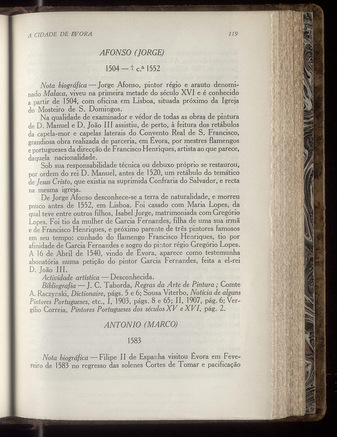 A CIDADE DE ÉVORA 119
AFONSO (JORGE)
1504 — † c.ª 1552
Nota biográfica — Jorge Afonso, pintor régio e arauto denomi-
nado Malaca, viveu na primeira metade do século XVI e é conhecido
a partir de 1504, com oficina em Lisboa, situada próximo da Igreja
do Mosteiro de S. Domingos.
Na qualidade de examinador e vèdor de todas as obras de pintura
de D. Manuel e D. João III assistiu, de perto, à feitura dos retábulos
da capela-mor e capelas laterais do Convento Real de S. Francisco,
grandiosa obra realizada de parceria, em Évora, por mestres flamengos
e portugueses da direcção de Francisco Henriques, artista ao que parece,
daquela nacionalidade.
Sob sua responsabilidade técnica ou debuxo próprio se restaurou,
por ordem do rei D. Manuel, antes de 1520, um retábulo do temático
de Jesus Cristo, que existia na suprimida Confraria do Salvador, e recta
na mesma igreja.
De Jorge Afonso desconhece-se a terra de naturalidade, e morreu
pouco antes de 1552, em Lisboa. Foi casado com Maria Lopes, da
qual teve entre outros filhos, Isabel Jorge, matrimoniada com Gregório
Lopes. Foi tio da mulher de Garcia Fernandes, filha de uma sua irmã
e de Francisco Henriques, e próximo parente de três pintores famosos
em seu tempo: cunhado do flamengo Francisco Henriques, tio por
afinidade de Garcia Fernandes e sogro do pintor régio Gregório Lopes.
A 16 de Abril de 1540, vindo de Évora, aparece como testemunha
abonatória numa petição do pintor Garcia Fernandes, feita a el-rei
D. João III.
Actividade artística — Desconhecida.
Bibliografia — J. C. Taborda, Regras da Arte de Pintura; Comte
A. Raczynski, Dictionaire, págs. 5 e 6; Sousa Viterbo, Notícia de alguns
Pintores Portugueses, etc., I, 1903, págs. 8 e 65; II, 1907, pág. 6; Ver-
gílio Correia, Pintores Portugueses dos séculos XV e XVI, pág. 2.
ANTONIO (MARCO)
1583
Nota biográfica — Filipe II de Espanha visitou Évora em Feve-
reiro de 1583 no regresso das solenes Cortes de Tomar e pacificação